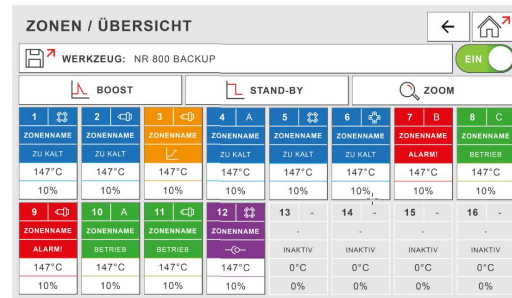 ZONEN / ÜBERSICHT
WERKZEUG: NR 800 BACKUP EIN
BOOST STAND-BY ZOOM
1 2 3 4 A 5 6 7 B 8 C
ZONENNAME ZONENNAME ZONENNAME ZONENNAME ZONENNAME ZONENNAME ZONENNAME ZONENNAME
ZU KALT ZU KALT ZU KALT ZU KALT ZU KALT ALARM! BETRIEB
147°C 147°C 147°C 147°C 147°C 147°C 147°C 147°C
10% 10% 10% 10% 10% 10% 10% 10%
9 10 A 11 12 13 - 14 - 15 - 16 -
ZONENNAME ZONENNAME ZONENNAME ZONENNAME - - - -
ALARM! BETRIEB BETRIEB INAKTIV INAKTIV INAKTIV INAKTIV
147°C 147°C 147°C 147°C 0°C 0°C 0°C 0°C
10% 10% 10% 10% 0% 0% 0% 0%